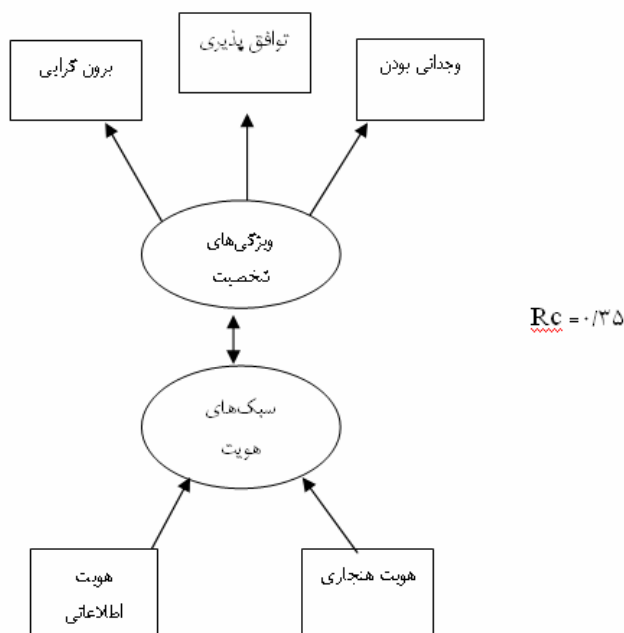 توافق پذیری
وجدانی بودن
برون گرایی
ویژگی‌های
شخصیت
Rc =۰/۳۵
سبک‌های
هویت
هویت هنجاری
هویت
اطلاعاتی